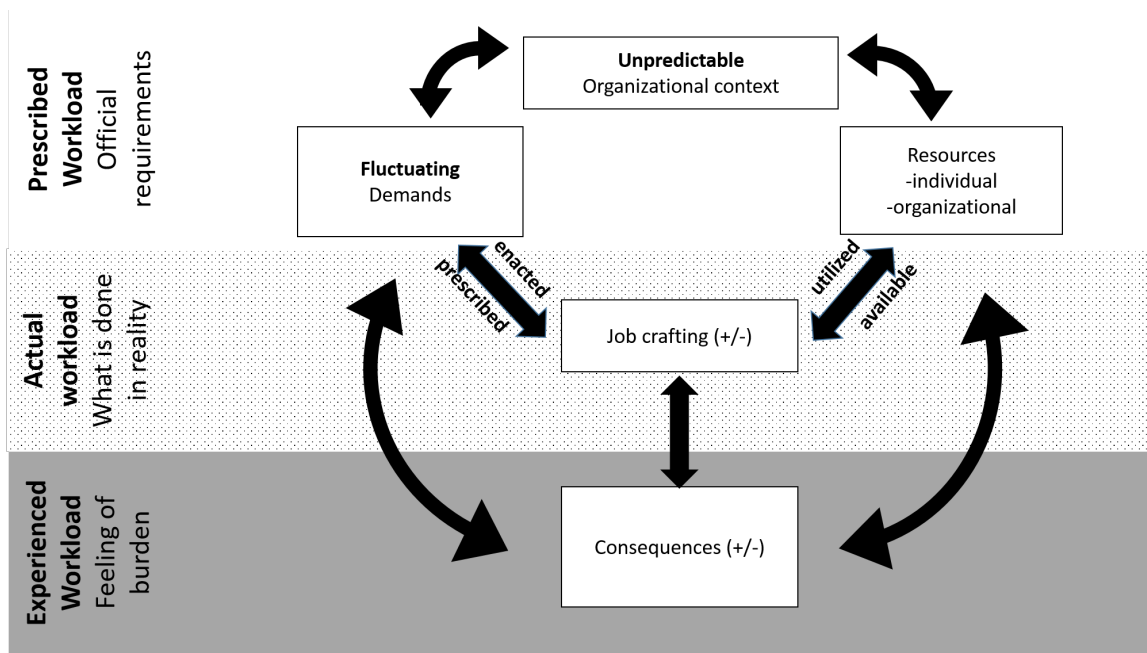 Prescribed
Workload
Official
requirements
Unpredictable
Organizational context
Fluctuating
Demands
Resources
-individual
-organizational
Actual
workload
What is done
in reality
enacted
prescribed
utilized
available
Job crafting (+/-)
Experienced
Workload
Feeling of
burden
Consequences (+/-)